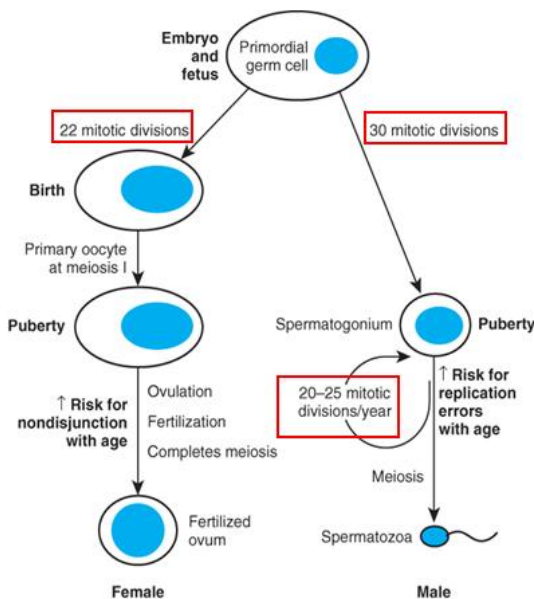 Embryo
and
fetus
Primordial
germ cell
22 mitotic divisions
30 mitotic divisions
Birth
Primary oocyte
at meiosis I
Puberty
Spermatogonium
Puberty
↑ Risk for
nondisjunction
with age
Ovulation
Fertilization
Completes meiosis
20–25 mitotic
divisions/year
↑ Risk for
replication
errors
with age
Meiosis
Fertilized
ovum
Spermatozoa
Female
Male